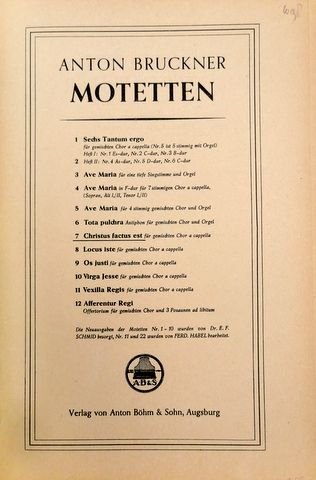 ANTON BRUCKNER
MOTETTEN
1 Sechs Tantum ergo
für gemischten Chor a cappella (Nr. 5 ist 5 stimmig mit Orgel)
Heft I: Nr. 1 Es-dur, Nr. 2 C-dur, Nr. 3 B-dur
2 Heft II: Nr. 4 As-dur, Nr. 5 D-dur, Nr. 6 C-dur
3 Ave Maria für eine tiefe Singstimme und Orgel
4 Ave Maria in F-dur für 7 stimmigen Chor a cappella,
(Sopran, Alt I/II, Tenor I/II)
5 Ave Maria für 4 stimmig gemischten Chor und Orgel
6 Tota pulchra Antiphon für gemischten Chor und Orgel
7 Christus factus est für gemischten Chor a cappella
8 Locus iste für gemischten Chor a cappella
9 Os justi für gemischten Chor a cappella
10 Virga Jesse für gemischten Chor a cappella
11 Vexilla Regis für gemischten Chor a cappella
12 Afferentur Regi
Offertorium für gemischten Chor und 3 Posaunen ad libitum
Die Neuausgaben der Motetten Nr. 1-10 wurden von Dr. E. F.
SCHMID besorgt, Nr. 11 und 22 wurden von FERD. HABEL bearbeitet.
AB&S
Verlag von Anton Böhm & Sohn, Augsburg